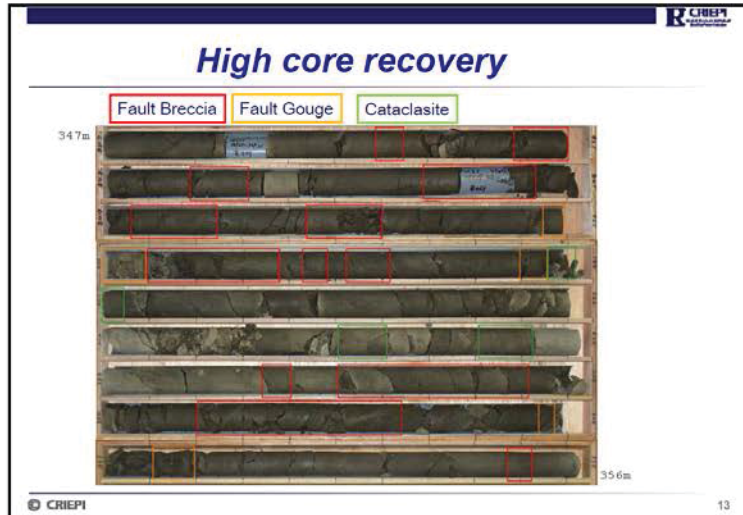 CRIEPI
High core recovery
Fault Breccia Fault Gouge Cataclasite
347m
356m
© CRIEPI 13